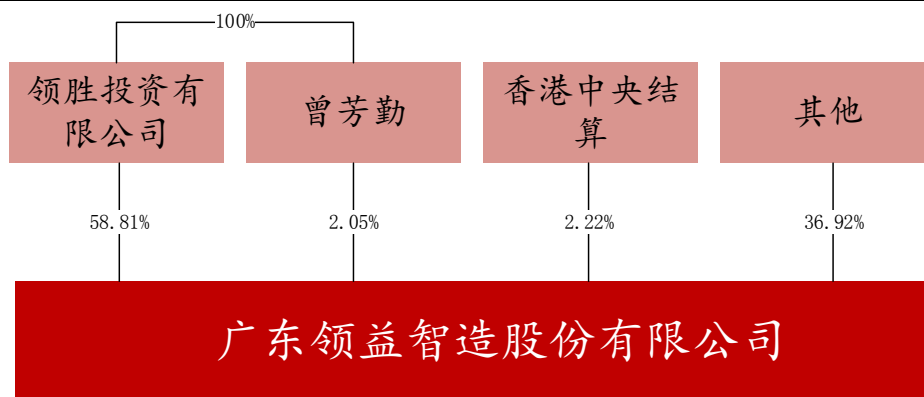 100%
领胜投资有
限公司
曾芳勤
香港中央结
算
其他
58.81%
2.05%
2.22%
36.92%
广东领益智造股份有限公司